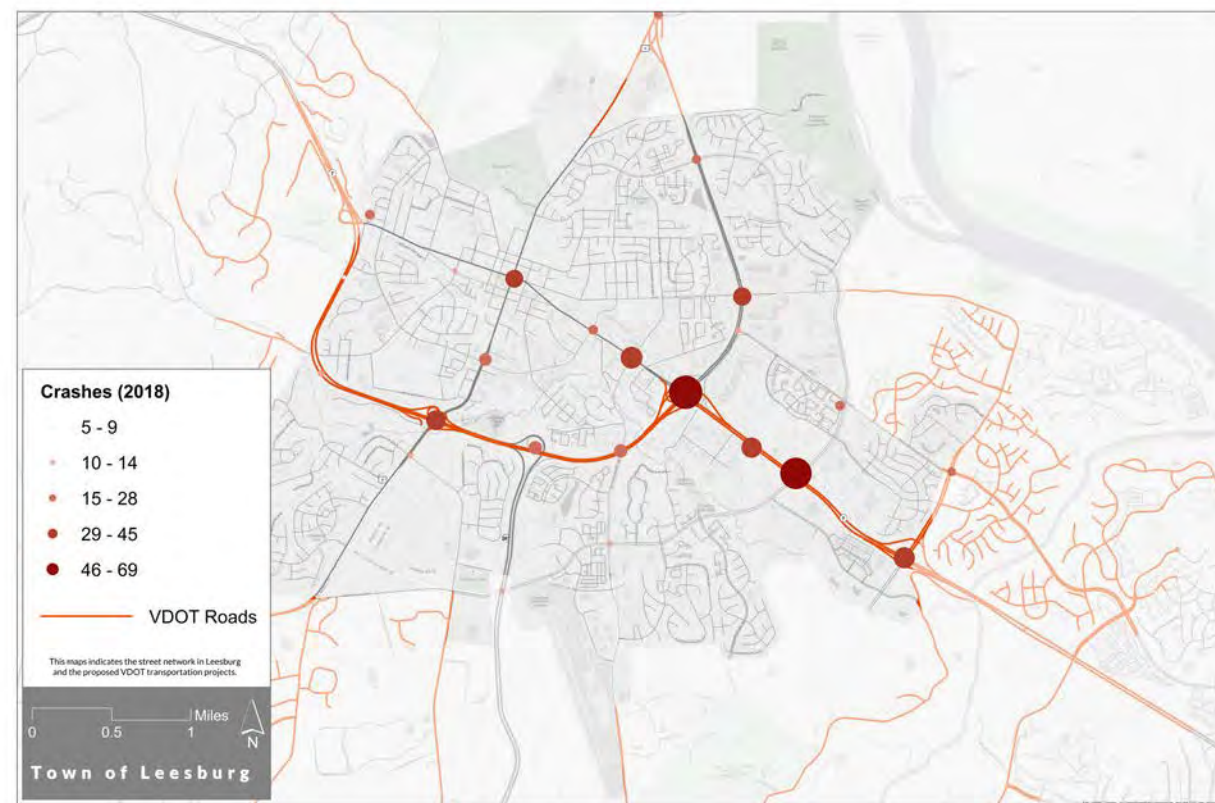 Crashes (2018)
5 - 9
10 - 14
15 - 28
29 - 45
46 - 69
VDOT Roads
This maps indicates the street network in Leesburg
and the proposed VDOT transportation projects.
Miles
0 0.5 1
N
Town of Leesburg